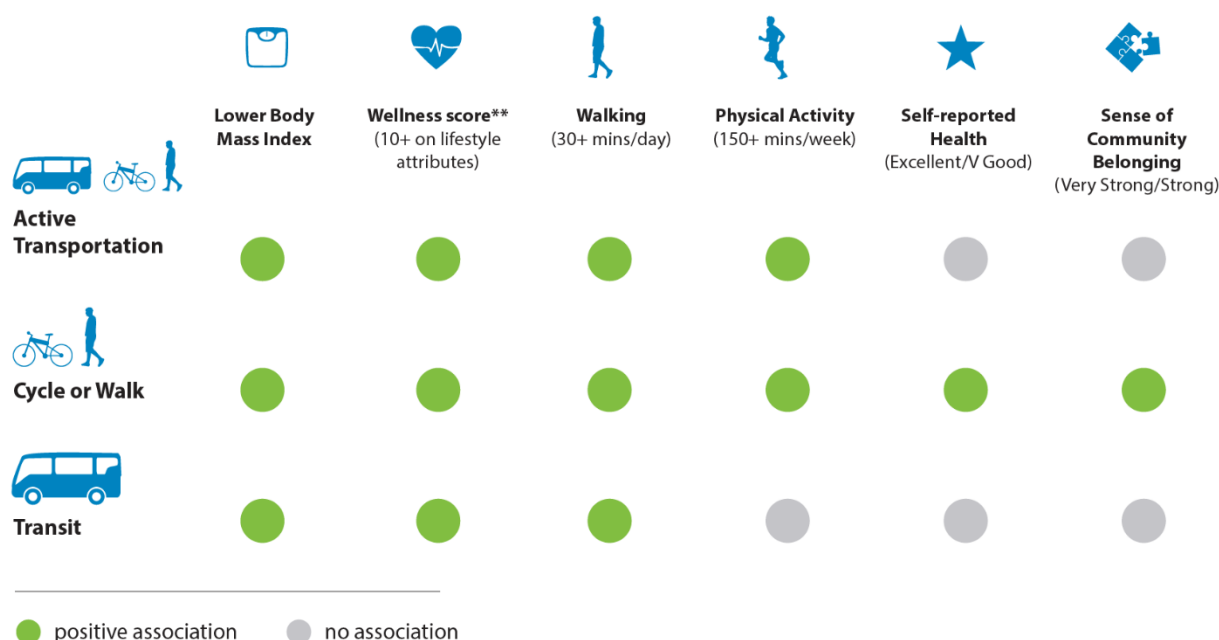 Lower Body
Mass Index
Wellness score**
(10+ on lifestyle
attributes)
Walking
(30+ mins/day)
Physical Activity
(150+ mins/week)
Self-reported
Health
(Excellent/V Good)
Sense of
Community
Belonging
(Very Strong/Strong)
Active
Transportation
Cycle or Walk
Transit
positive association
no association